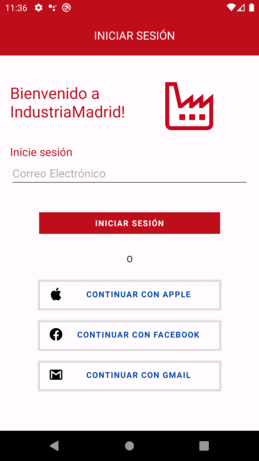 11:36
INICIAR SESIÓN
Bienvenido a
IndustriaMadrid!
Inicie sesión
Correo Electrónico
INICIAR SESIÓN
O
CONTINUAR CON APPLE
CONTINUAR CON FACEBOOK
CONTINUAR CON GMAIL